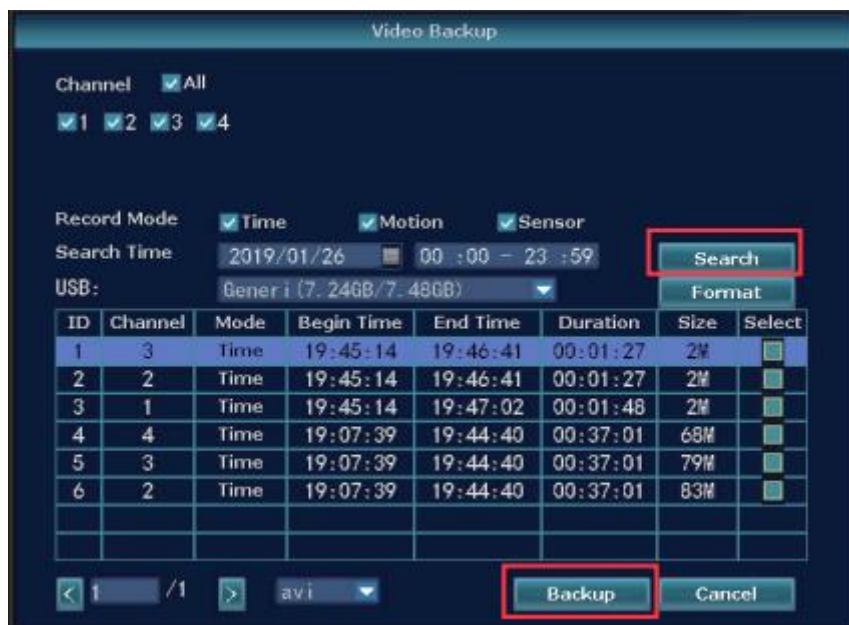 Video Backup
Channel All
1 2 3 4
Record Mode Time Motion Sensor
Search Time 2019/01/26 00 :00 - 23 :59 Search
USB: Generi(7.24GB/7.48GB) Format
ID Channel Mode Begin Time End Time Duration Size Select
1 3 Time 19:45:14 19:46:41 00:01:27 2M
2 2 Time 19:45:14 19:46:41 00:01:27 2M
3 1 Time 19:45:14 19:47:02 00:01:48 2M
4 4 Time 19:07:39 19:44:40 00:37:01 68M
5 3 Time 19:07:39 19:44:40 00:37:01 79M
6 2 Time 19:07:39 19:44:40 00:37:01 83M
< 1 /1 > avi Backup Cancel